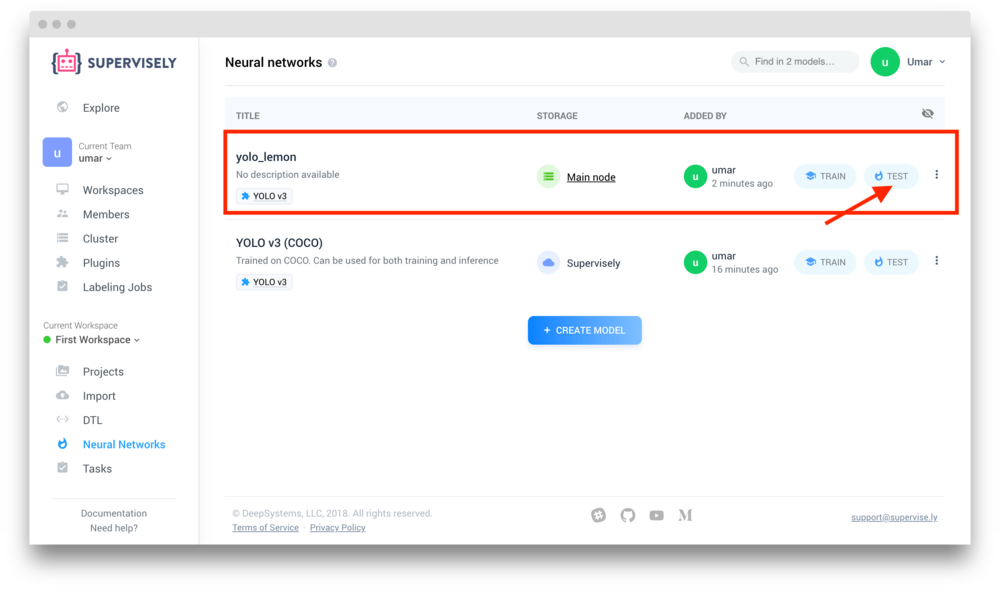 SUPERVISELY
Explore
u
Current Team
umar
Workspaces
Members
Cluster
Plugins
Labeling Jobs
Current Workspace
First Workspace
Projects
Import
DTL
Neural Networks
Tasks
Documentation
Need help?
Neural networks ?
Find in 2 models...
u Umar
TITLE STORAGE ADDED BY
yolo_lemon
No description available
YOLO v3
Main node
u
umar
2 minutes ago
TRAIN TEST
YOLO v3 (COCO)
Trained on COCO. Can be used for both training and inference
YOLO v3
Supervisely
u
umar
16 minutes ago
TRAIN TEST
+ CREATE MODEL
© DeepSystems, LLC, 2018. All rights reserved.
Terms of Service · Privacy Policy
support@supervise.ly